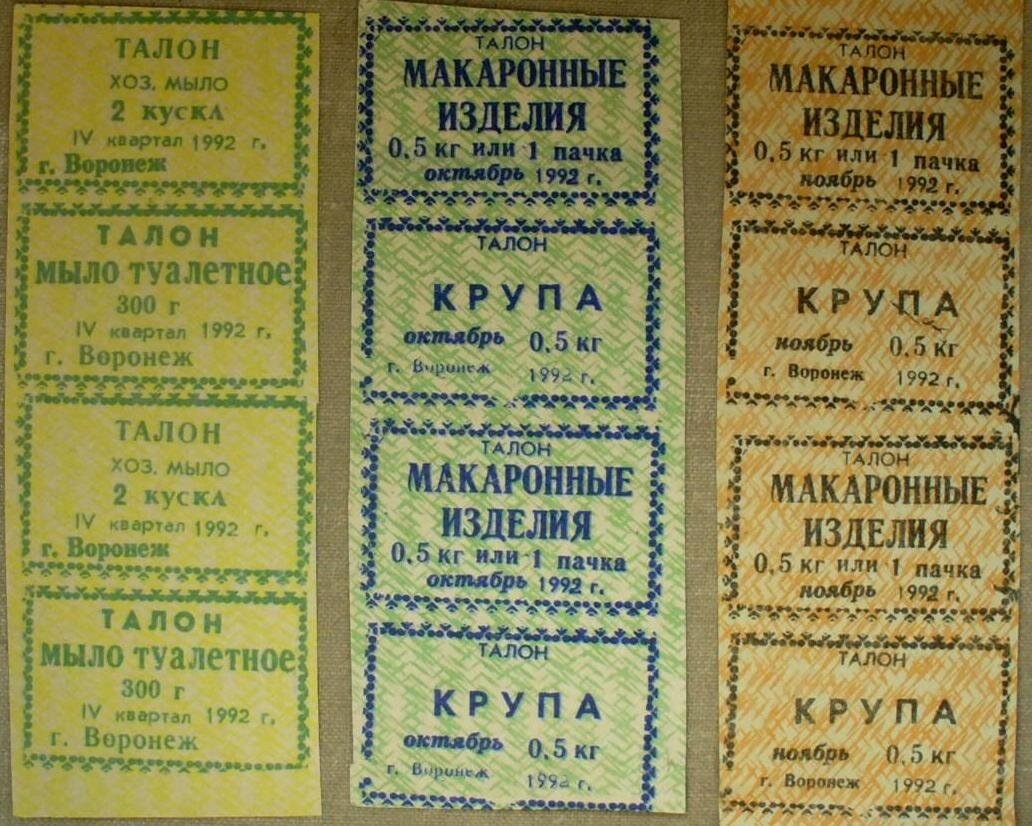 ТАЛОН
ХОЗ. МЫЛО
2 куска
IV квартал 1992 г.
г. Воронеж
ТАЛОН
МЫЛО ТУАЛЕТНОЕ
300 г
IV квартал 1992 г.
г. Воронеж
ТАЛОН
ХОЗ. МЫЛО
2 куска
IV квартал 1992 г.
г. Воронеж
ТАЛОН
МЫЛО ТУАЛЕТНОЕ
300 г
IV квартал 1992 г.
г. Воронеж
ТАЛОН
МАКАРОННЫЕ
ИЗДЕЛИЯ
0,5 кг или 1 пачка
октябрь 1992 г.
ТАЛОН
КРУПА
октябрь 0,5 кг
г. Воронеж 1992 г.
ТАЛОН
МАКАРОННЫЕ
ИЗДЕЛИЯ
0,5 кг или 1 пачка
октябрь 1992 г.
ТАЛОН
КРУПА
октябрь 0,5 кг
г. Воронеж 1992 г.
ТАЛОН
МАКАРОННЫЕ
ИЗДЕЛИЯ
0,5 кг или 1 пачка
ноябрь 1992 г.
ТАЛОН
КРУПА
ноябрь 0,5 кг
г. Воронеж 1992 г.
ТАЛОН
МАКАРОННЫЕ
ИЗДЕЛИЯ
0,5 кг или 1 пачка
ноябрь 1992 г.
ТАЛОН
КРУПА
ноябрь 0,5 кг
г. Воронеж 1992 г.